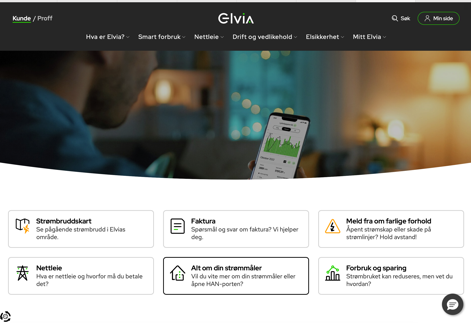 Kunde / Proff
Elvia
Søk
Min side
Hva er Elvia?
Smart forbruk
Nettleie
Drift og vedlikehold
Elsikkerhet
Mitt Elvia
Strømbruddskart
Se pågående strømbrudd i Elvias
område.
Faktura
Spørsmål og svar om faktura? Vi hjelper
deg.
Meld fra om farlige forhold
Åpent strømskap eller skade på
strømlinjer? Hold avstand!
Nettleie
Hva er nettleie og hvorfor må du betale
det?
Alt om din strømmåler
Vil du vite mer om din strømmåler eller
åpne HAN-porten?
Forbruk og sparing
Strømbruket kan reduseres, men vet du
hvordan?